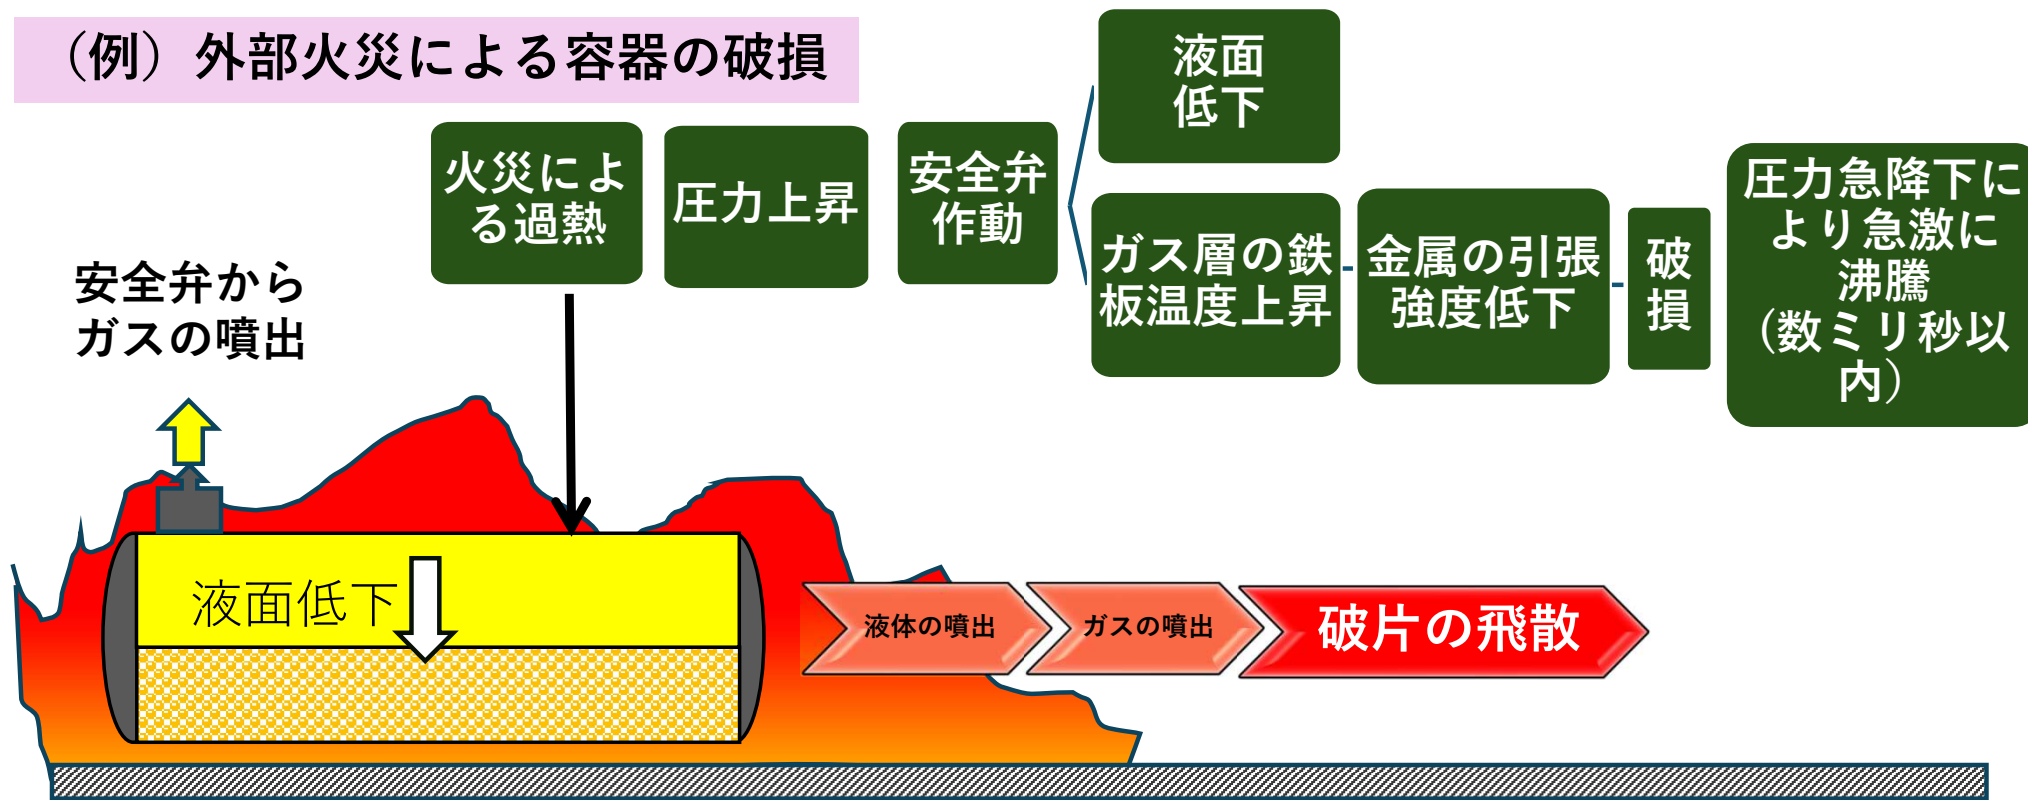 （例）外部火災による容器の破損
火災によ
る過熱
圧力上昇
安全弁
作動
液面
低下
ガス層の鉄
板温度上昇
金属の引張
強度低下
破
損
圧力急降下に
より急激に
沸騰
（数ミリ秒以
内）
安全弁から
ガスの噴出
液面低下
液体の噴出
ガスの噴出
破片の飛散